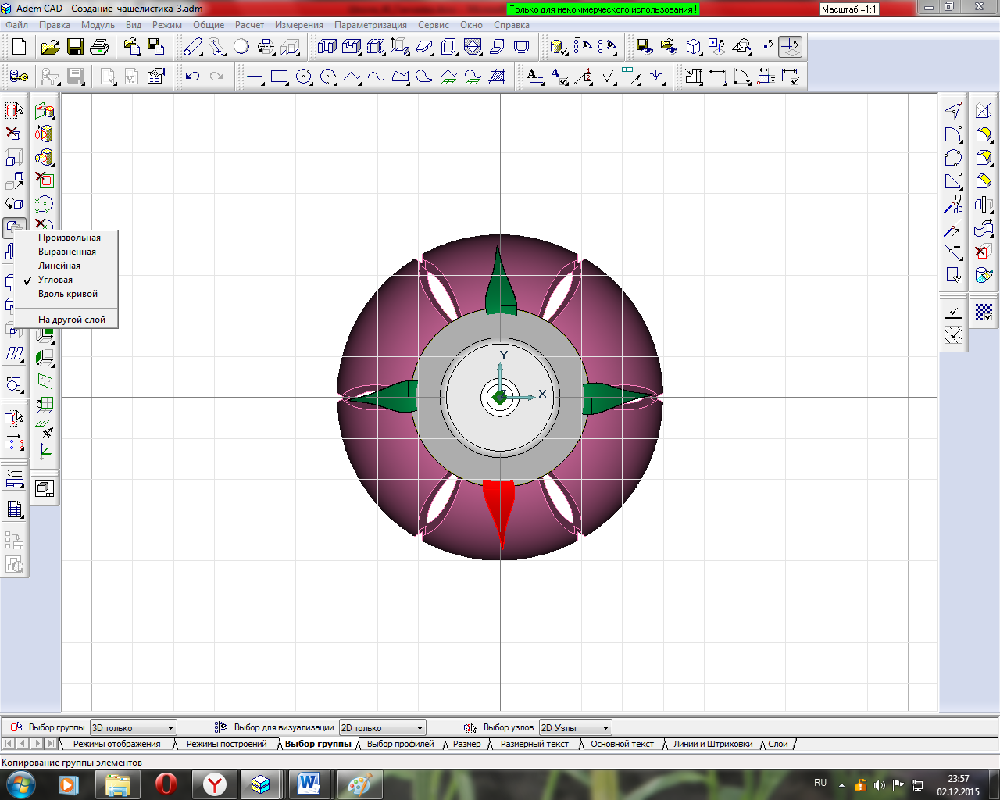 Adem CAD - Создание_чашелистика-3.adm
Только для некоммерческого использования !
Масштаб =1:1
Файл Правка Модуль Вид Режим Общие Расчет Измерения Параметризация Сервис Окно Справка
Произвольная
Выравненная
Линейная
Угловая
Вдоль кривой
На другой слой
Y
X
Выбор группы 3D только Выбор для визуализации 2D только Выбор узлов 2D Узлы
Режимы отображения Режимы построений Выбор группы Выбор профилей Размер Размерный текст Основной текст Линии и Штриховки Слои
Копирование группы элементов
RU
23:57
02.12.2015